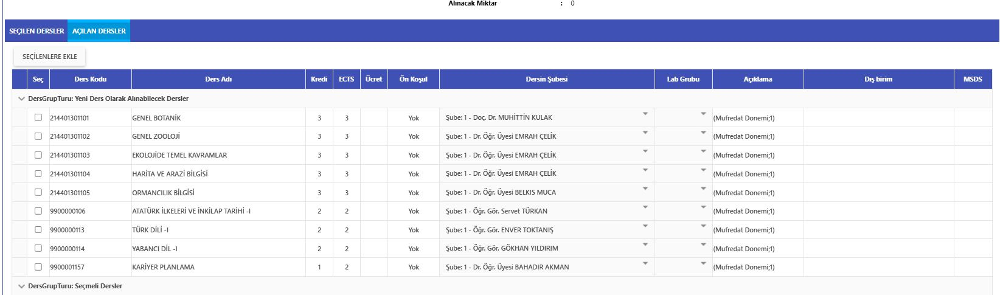 Alınacak Miktar : 0
SEÇİLEN DERSLER AÇILAN DERSLER
SEÇİLENLERE EKLE
Seç Ders Kodu Ders Adı Kredi ECTS Ücret Ön Koşul Dersin Şubesi Lab Grubu Açıklama Dış birim MSDS
DersGrupTuru: Yeni Ders Olarak Alınabilecek Dersler
214401301101 GENEL BOTANİK 3 3 Yok Şube: 1 - Doç. Dr. MUHİTTİN KULAK (Mufredat Donemi;1)
214401301102 GENEL ZOOLOJİ 3 3 Yok Şube: 1 - Dr. Öğr. Üyesi EMRAH ÇELİK (Mufredat Donemi;1)
214401301103 EKOLOJİDE TEMEL KAVRAMLAR 3 3 Yok Şube: 1 - Dr. Öğr. Üyesi EMRAH ÇELİK (Mufredat Donemi;1)
214401301104 HARİTA VE ARAZİ BİLGİSİ 3 3 Yok Şube: 1 - Dr. Öğr. Üyesi EMRAH ÇELİK (Mufredat Donemi;1)
214401301105 ORMANCILIK BİLGİSİ 3 3 Yok Şube: 1 - Dr. Öğr. Üyesi BELKIS MUCA (Mufredat Donemi;1)
9900000106 ATATÜRK İLKELERİ VE İNKİLAP TARİHİ -I 2 2 Yok Şube: 1 - Öğr. Gör. Servet TÜRKAN (Mufredat Donemi;1)
9900000113 TÜRK DİLİ -I 2 2 Yok Şube: 1 - Öğr. Gör. ENVER TOKTANIŞ (Mufredat Donemi;1)
9900000114 YABANCI DİL -I 2 2 Yok Şube: 1 - Öğr. Gör. GÖKHAN YILDIRIM (Mufredat Donemi;1)
9900001157 KARİYER PLANLAMA 1 2 Yok Şube: 1 - Dr. Öğr. Üyesi BAHADIR AKMAN (Mufredat Donemi;1)
DersGrupTuru: Seçmeli Dersler